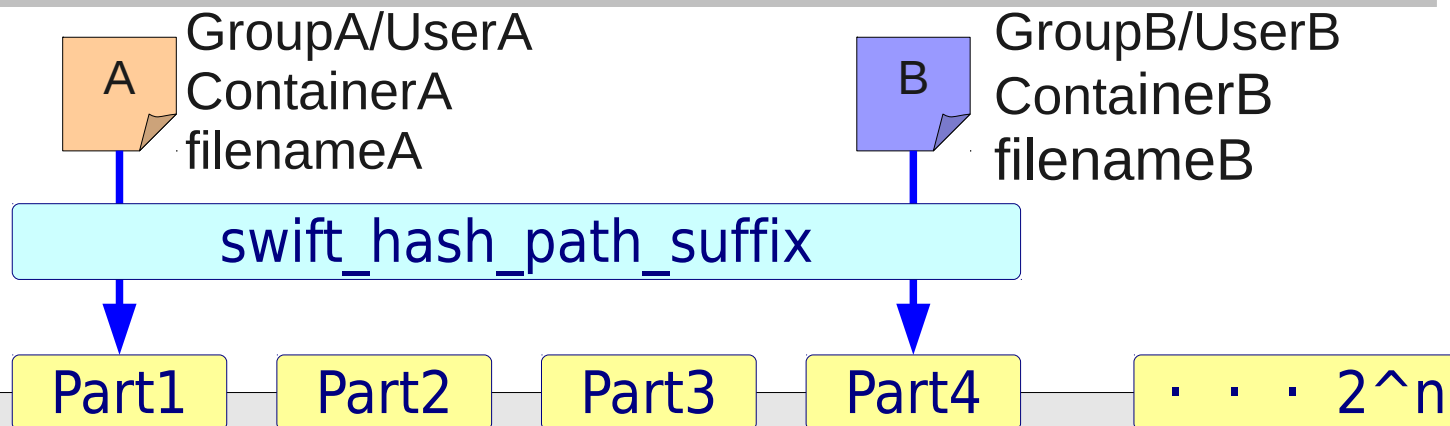 A
GroupA/UserA
ContainerA
filenameA
B
GroupB/UserB
ContainerB
filenameB
swift_hash_path_suffix
Part1
Part2
Part3
Part4
· · · 2^n